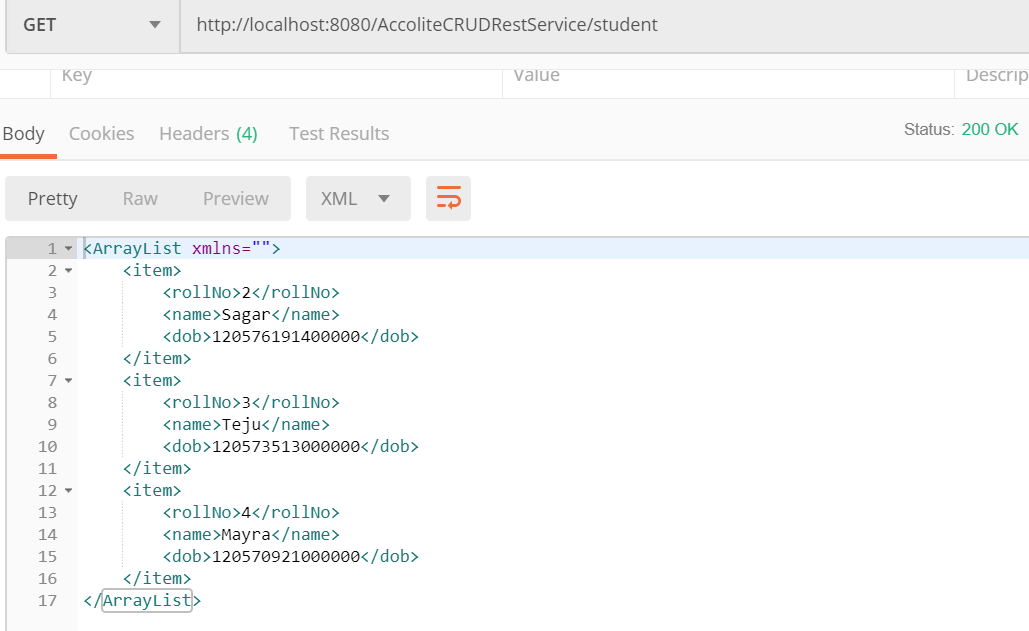 GET http://localhost:8080/AccoliteCRUDRestService/student
Key Value Descrip
Body Cookies Headers (4) Test Results Status: 200 OK
Pretty Raw Preview XML
1 <ArrayList xmlns="">
2 <item>
3 <rollNo>2</rollNo>
4 <name>Sagar</name>
5 <dob>120576191400000</dob>
6 </item>
7 <item>
8 <rollNo>3</rollNo>
9 <name>Teju</name>
10 <dob>120573513000000</dob>
11 </item>
12 <item>
13 <rollNo>4</rollNo>
14 <name>Mayra</name>
15 <dob>120570921000000</dob>
16 </item>
17 </ArrayList>